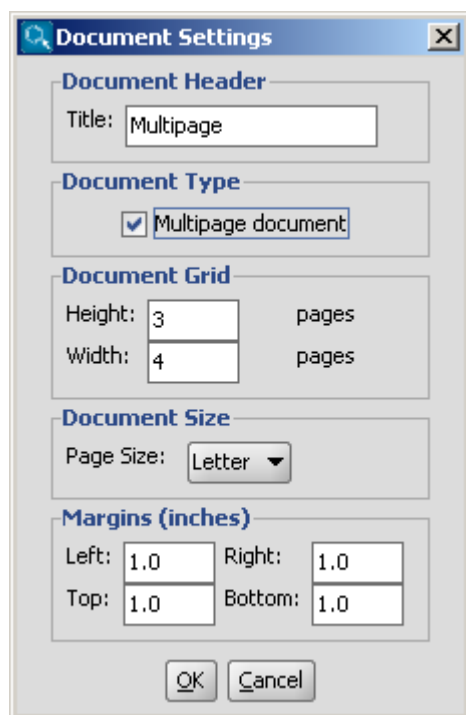 Document Settings
Document Header
Title: Multipage
Document Type
Multipage document
Document Grid
Height: 3 pages
Width: 4 pages
Document Size
Page Size: Letter
Margins (inches)
Left: 1.0 Right: 1.0
Top: 1.0 Bottom: 1.0
OK Cancel